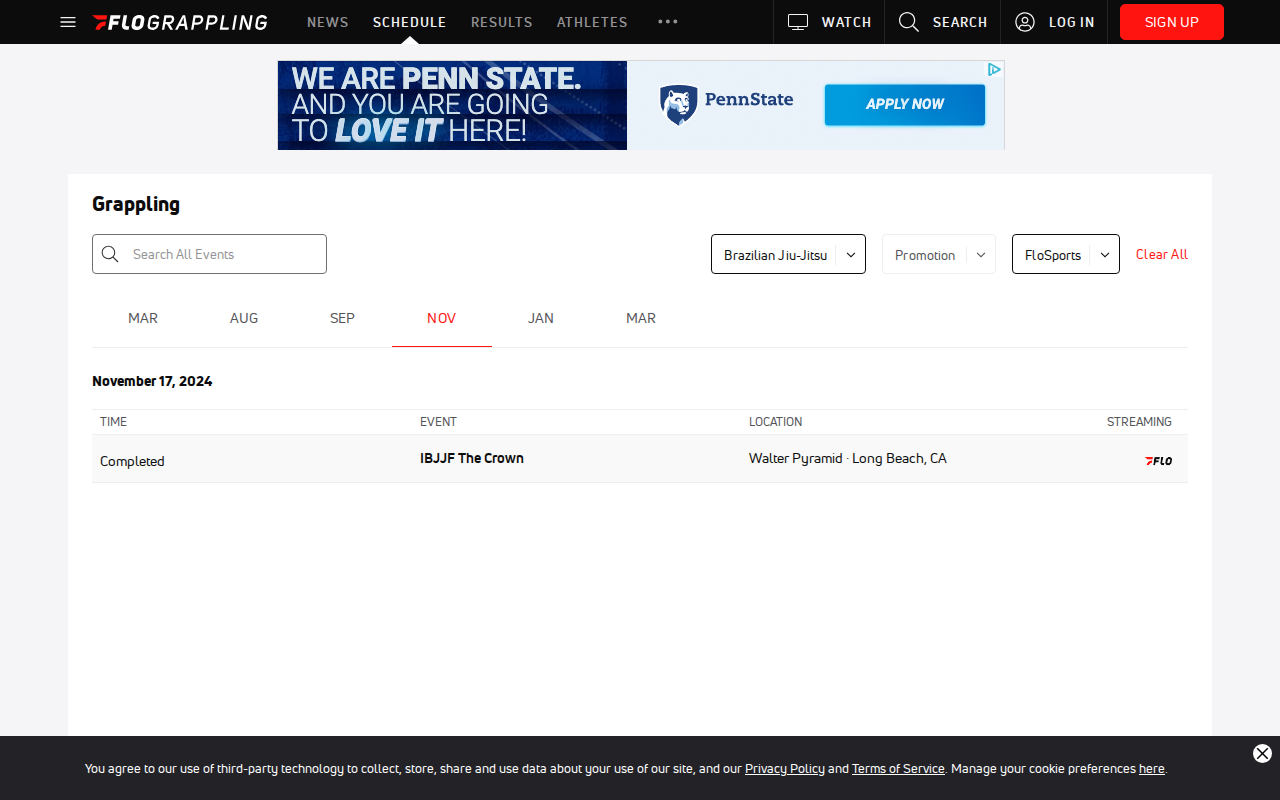 FLOGRAPPLING NEWS SCHEDULE RESULTS ATHLETES WATCH SEARCH LOG IN SIGN UP
WE ARE PENN STATE.
AND YOU ARE GOING
TO LOVE IT HERE!
PennState
APPLY NOW
Grappling
Search All Events Brazilian Jiu-Jitsu Promotion FloSports Clear All
MAR AUG SEP NOV JAN MAR
November 17, 2024
TIME EVENT LOCATION STREAMING
Completed IBJJF The Crown Walter Pyramid · Long Beach, CA FLO
You agree to our use of third-party technology to collect, store, share and use data about your use of our site, and our Privacy Policy and Terms of Service. Manage your cookie preferences here.